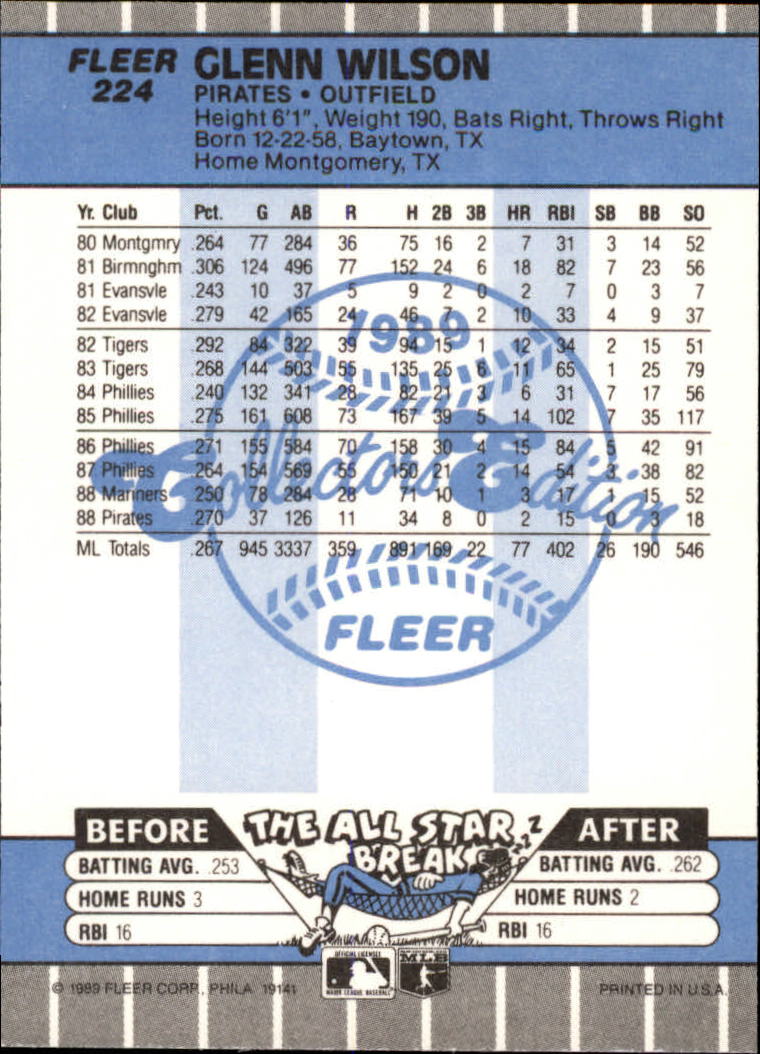 FLEER GLENN WILSON
224 PIRATES • OUTFIELD
Height 6'1", Weight 190, Bats Right, Throws Right
Born 12-22-58, Baytown, TX
Home Montgomery, TX
Yr. Club Pct. G AB R H 2B 3B HR RBI SB BB SO
80 Montgmry .264 77 284 36 75 16 2 7 31 3 14 52
81 Birmnghm .306 124 496 77 152 24 6 18 82 7 23 56
81 Evansvle .243 10 37 5 9 2 0 2 7 0 3 7
82 Evansvle .279 42 165 24 46 7 2 10 33 4 9 37
82 Tigers .292 84 322 39 94 15 1 12 34 2 15 51
83 Tigers .268 144 503 55 135 25 6 11 65 1 25 79
84 Phillies .240 132 341 28 82 21 3 6 31 7 17 56
85 Phillies .275 161 608 73 167 39 5 14 102 7 35 117
86 Phillies .271 155 584 70 158 30 4 15 84 5 42 91
87 Phillies .264 154 569 55 150 21 2 14 54 3 38 82
88 Mariners .250 78 284 28 71 10 1 3 17 1 15 52
88 Pirates .270 37 126 11 34 8 0 2 15 0 3 18
ML Totals .267 945 3337 359 891 169 22 77 402 26 190 546
1989
Collectors' Edition
FLEER
BEFORE THE ALL STAR BREAK zzZ AFTER
BATTING AVG. .253 BATTING AVG. .262
HOME RUNS 3 HOME RUNS 2
RBI 16 RBI 16
OFFICIAL LICENSEE
MAJOR LEAGUE BASEBALL
MLB
© 1989 FLEER CORP., PHILA. 19141 PRINTED IN U.S.A.